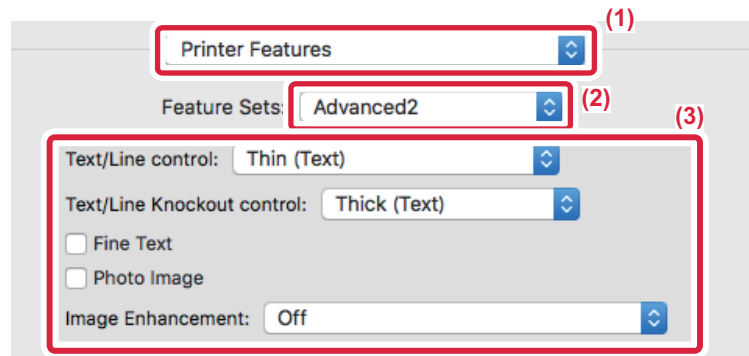 (1)
Printer Features
Feature Sets: Advanced2 (2)
(3)
Text/Line control: Thin (Text)
Text/Line Knockout control: Thick (Text)
Fine Text
Photo Image
Image Enhancement: Off